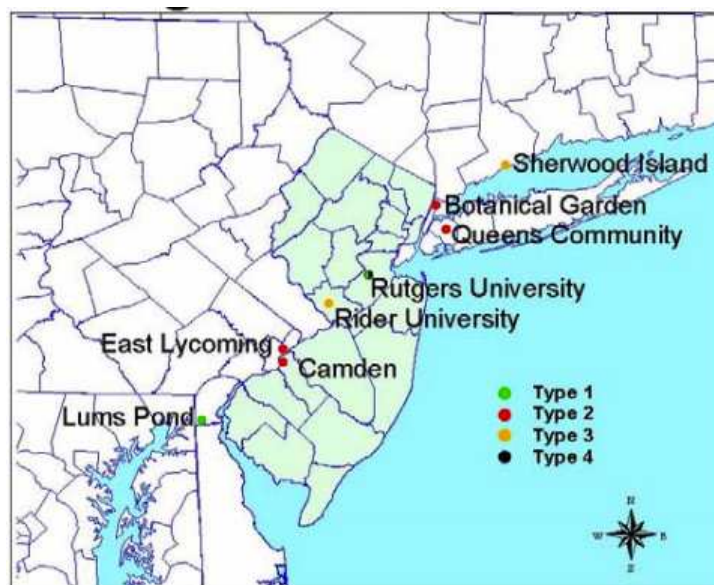 Sherwood Island
Botanical Garden
Queens Community
Rutgers University
Rider University
East Lycoming
Camden
Lums Pond
Type 1
Type 2
Type 3
Type 4
N
W E
S